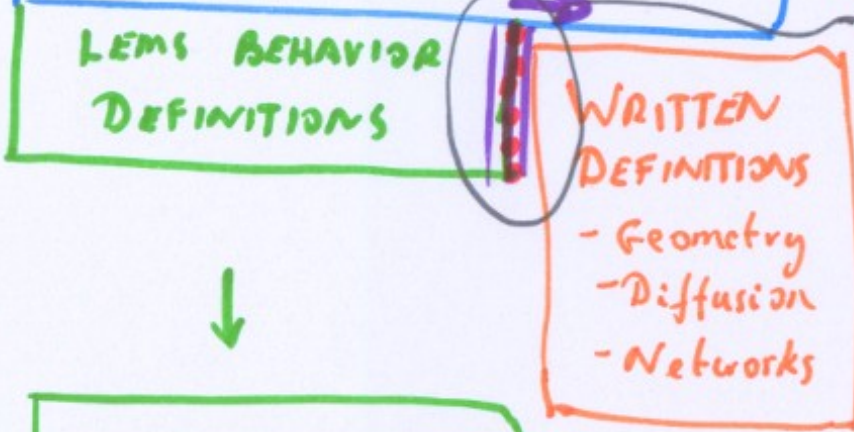 LEMS BEHAVIOR
DEFINITIONS
WRITTEN
DEFINITIONS
- Geometry
- Diffusion
- Networks